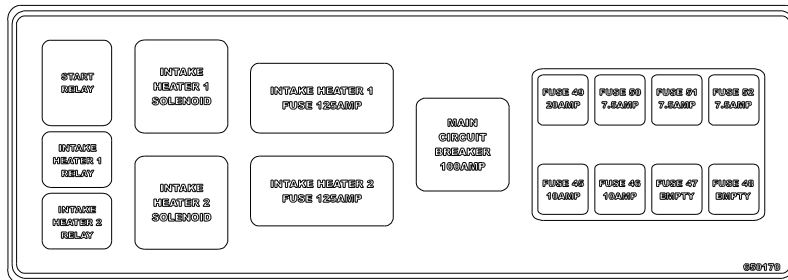 START
RELAY
INTAKE
HEATER 1
RELAY
INTAKE
HEATER 2
RELAY
INTAKE
HEATER 1
SOLENOID
INTAKE
HEATER 2
SOLENOID
INTAKE HEATER 1
FUSE 125AMP
INTAKE HEATER 2
FUSE 125AMP
MAIN
CIRCUIT
BREAKER
100AMP
FUSE 49
20AMP
FUSE 50
7.5AMP
FUSE 51
7.5AMP
FUSE 52
7.5AMP
FUSE 45
10AMP
FUSE 46
10AMP
FUSE 47
EMPTY
FUSE 48
EMPTY
650170